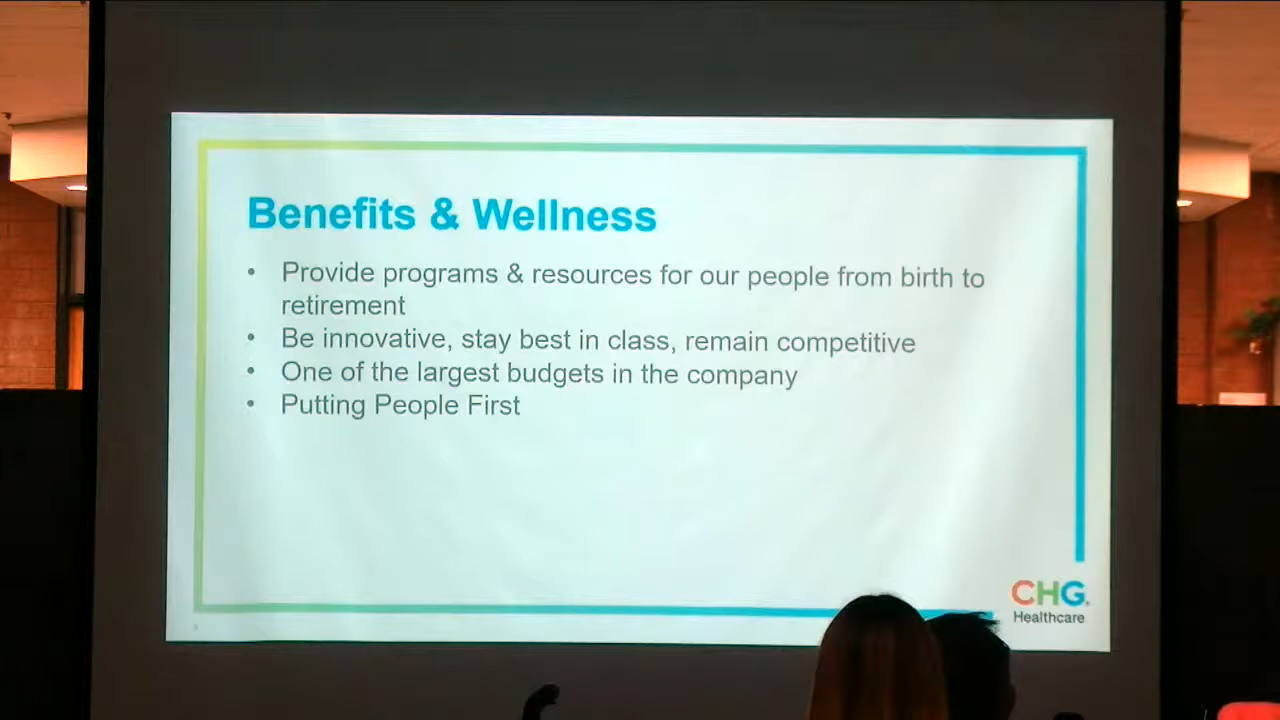 Benefits & Wellness
• Provide programs & resources for our people from birth to
retirement
• Be innovative, stay best in class, remain competitive
• One of the largest budgets in the company
• Putting People First
CHG.
Healthcare